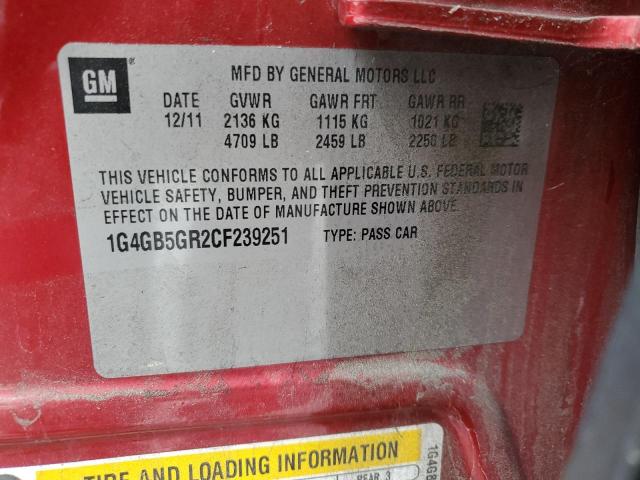 GM
MFD BY GENERAL MOTORS LLC
DATE GVWR GAWR FRT GAWR RR
12/11 2136 KG 1115 KG 1021 KG
4709 LB 2459 LB 2250 LB
THIS VEHICLE CONFORMS TO ALL APPLICABLE U.S. FEDERAL MOTOR
VEHICLE SAFETY, BUMPER, AND THEFT PREVENTION STANDARDS IN
EFFECT ON THE DATE OF MANUFACTURE SHOWN ABOVE.
1G4GB5GR2CF239251 TYPE: PASS CAR
TIRE AND LOADING INFORMATION
REAR 3